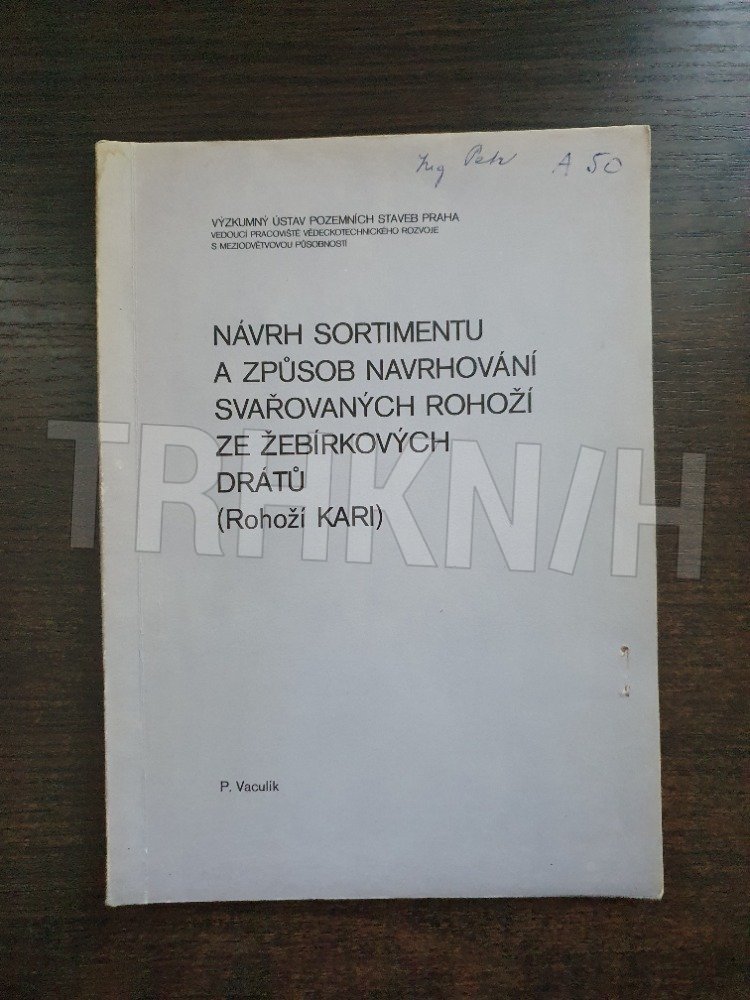 Ing Petr A 50
VÝZKUMNÝ ÚSTAV POZEMNÍCH STAVEB PRAHA
VEDOUCÍ PRACOVIŠTĚ VĚDECKOTECHNICKÉHO ROZVOJE
S MEZIODVĚTVOVOU PŮSOBNOSTÍ
NÁVRH SORTIMENTU
A ZPŮSOB NAVRHOVÁNÍ
SVAŘOVANÝCH ROHOŽÍ
ZE ŽEBÍRKOVÝCH
DRÁTŮ
(Rohoží KARI)
TRHKN/H
P. Vaculík